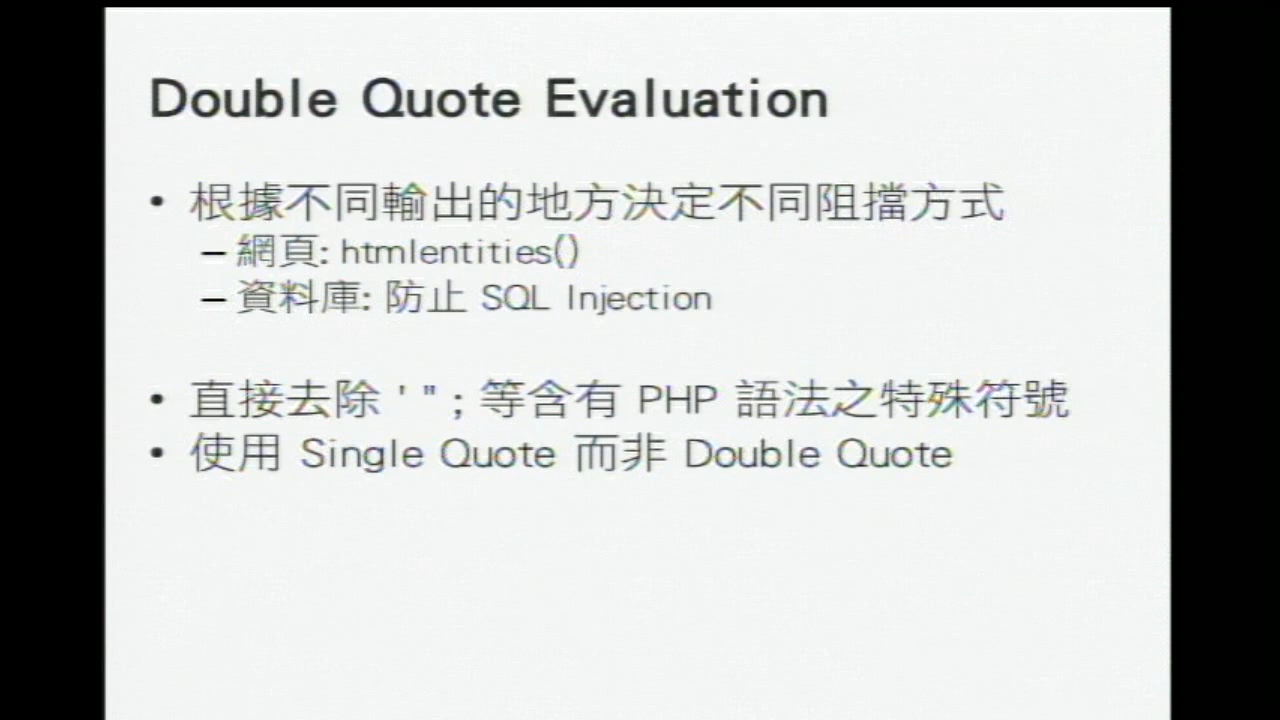 Double Quote Evaluation
• 根據不同輸出的地方決定不同阻擋方式
– 網頁: htmlentities()
– 資料庫: 防止 SQL Injection
• 直接去除 ' " ; 等含有 PHP 語法之特殊符號
• 使用 Single Quote 而非 Double Quote